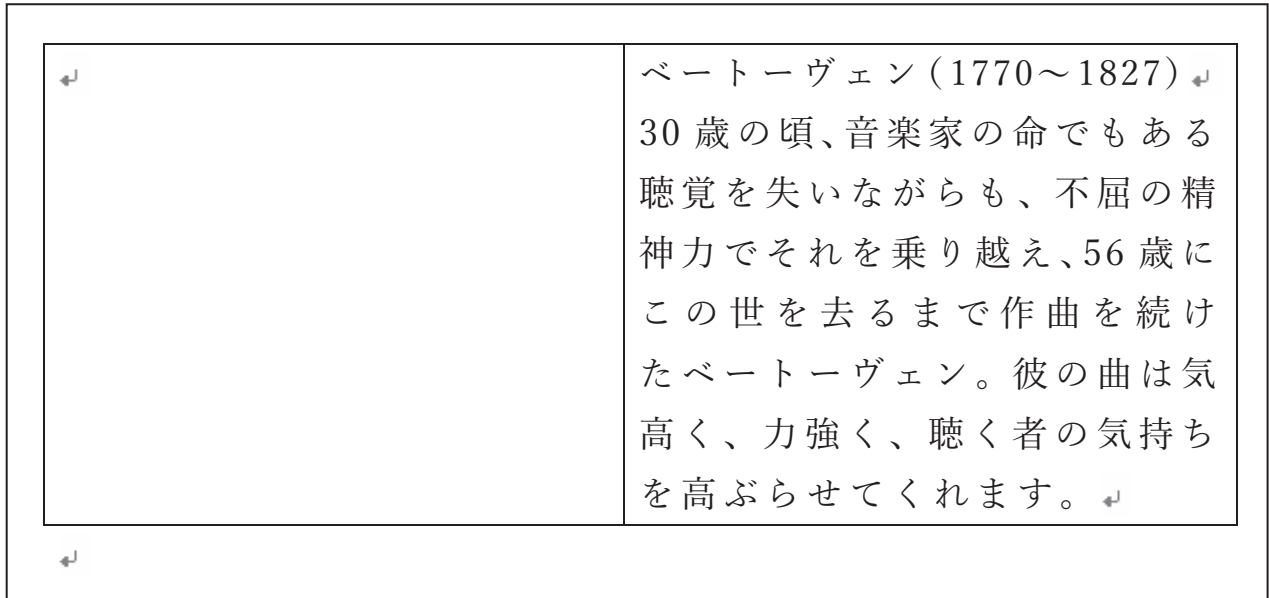 ベートーヴェン(1770～1827)
30歳の頃、音楽家の命でもある
聴覚を失いながらも、不屈の精
神力でそれを乗り越え、56歳に
この世を去るまで作曲を続け
たベートーヴェン。彼の曲は気
高く、力強く、聴く者の気持ち
を高ぶらせてくれます。